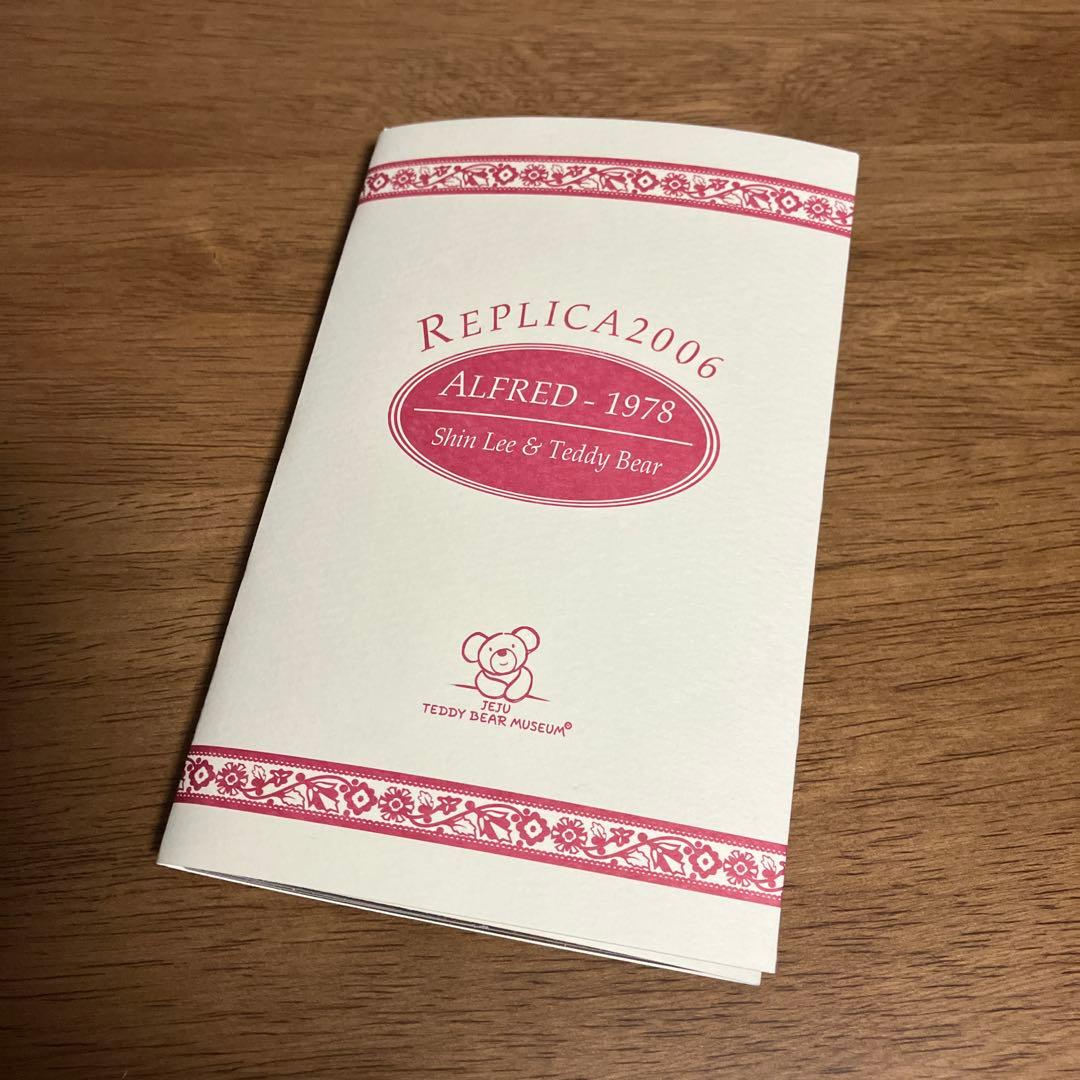 REPLICA2006
ALFRED - 1978
Shin Lee & Teddy Bear
JEJU
TEDDY BEAR MUSEUM®